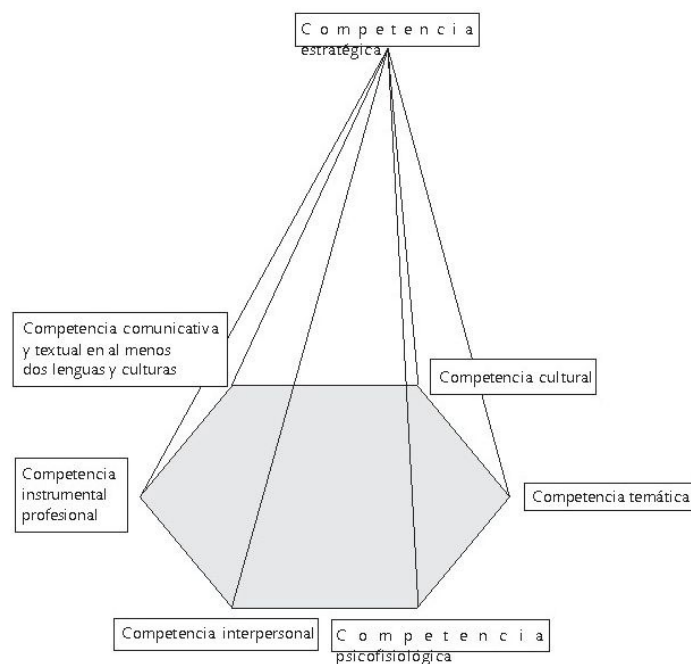 Competencia
estratégica
Competencia comunicativa
y textual en al menos
dos lenguas y culturas
Competencia cultural
Competencia
instrumental
profesional
Competencia temática
Competencia interpersonal
Competencia
psicofisiológica